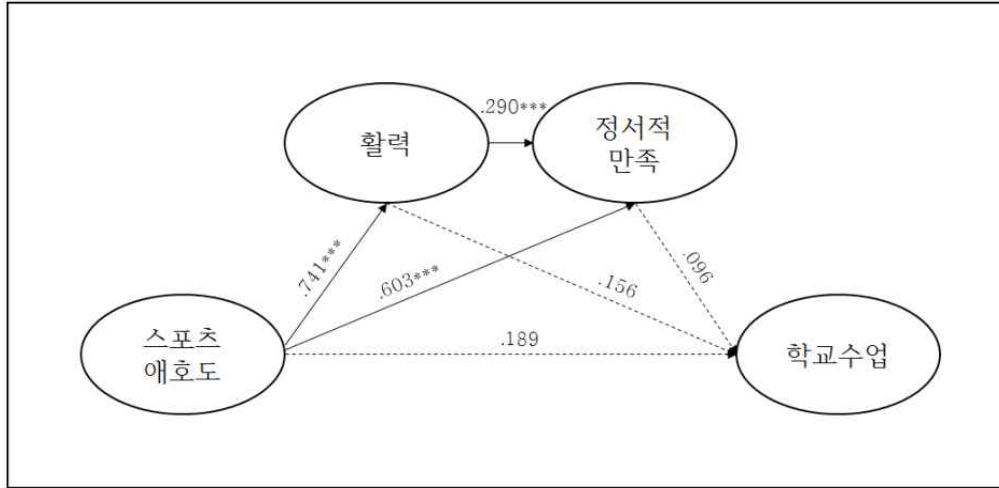 .290***
활력
정서적
만족
.741***
.603***
.156
.096
스포츠
애호도
.189
학교수업